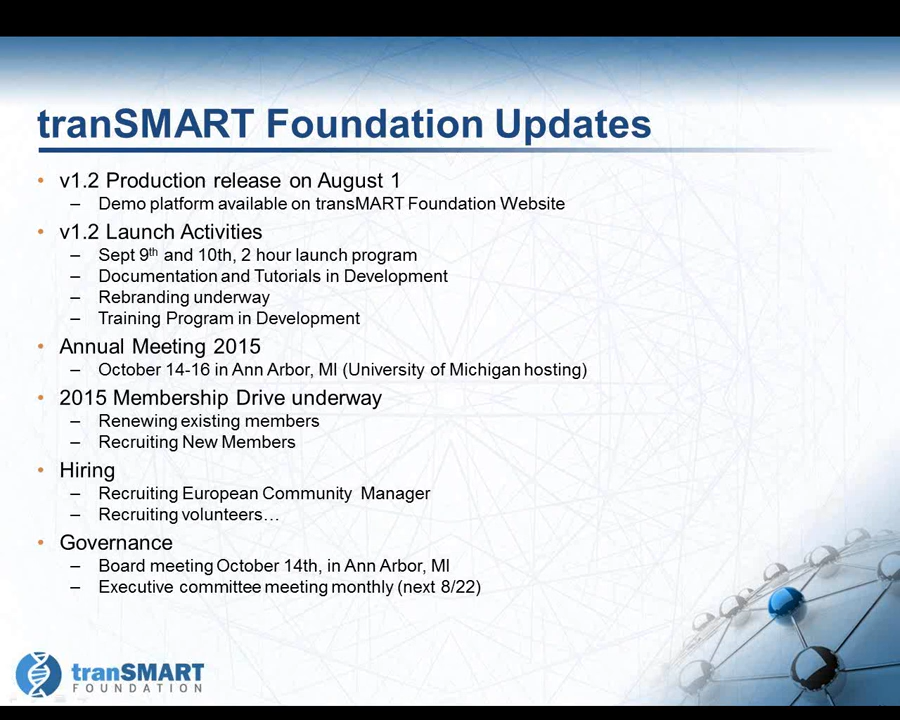 tranSMART Foundation Updates
• v1.2 Production release on August 1
– Demo platform available on transMART Foundation Website
• v1.2 Launch Activities
– Sept 9th and 10th, 2 hour launch program
– Documentation and Tutorials in Development
– Rebranding underway
– Training Program in Development
• Annual Meeting 2015
– October 14-16 in Ann Arbor, MI (University of Michigan hosting)
• 2015 Membership Drive underway
– Renewing existing members
– Recruiting New Members
• Hiring
– Recruiting European Community Manager
– Recruiting volunteers…
• Governance
– Board meeting October 14th, in Ann Arbor, MI
– Executive committee meeting monthly (next 8/22)
tranSMART
FOUNDATION